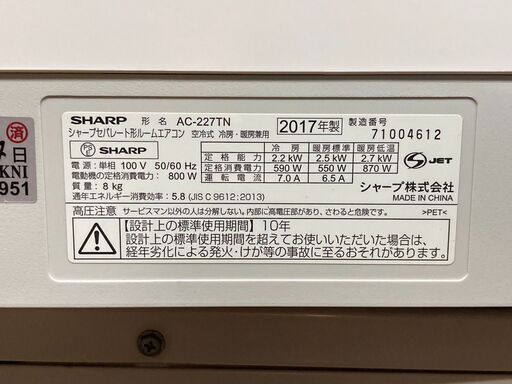 SHARP 形名 AC-227TN 2017年製 製造番号
シャープセパレート形ルームエアコン 空冷式 冷房・暖房兼用 71004612
PS E SHARP
電源:単相 100 V 50/60 Hz
電動機の定格消費電力: 800 W
質量: 8 kg
冷房 暖房標準 暖房低温
定格能力 2.2 kW 2.5 kW 2.7 kW
定格消費電力 590 W 550 W 870 W
運転電流 7.0 A 6.5 A
S JET
通年エネルギー消費効率: 5.8 (JIS C 9612:2013)
シャープ株式会社
MADE IN CHINA
高圧注意 サービスマン以外の人は分解しない。内部に高電圧部があり、さわると感電のおそれあり。 >PET<
【設計上の標準使用期間】10年
設計上の標準使用期間を超えてお使いいただいた場合は、
経年劣化による発火・けが等の事故に至るおそれがあります。
済
日
KNI
951